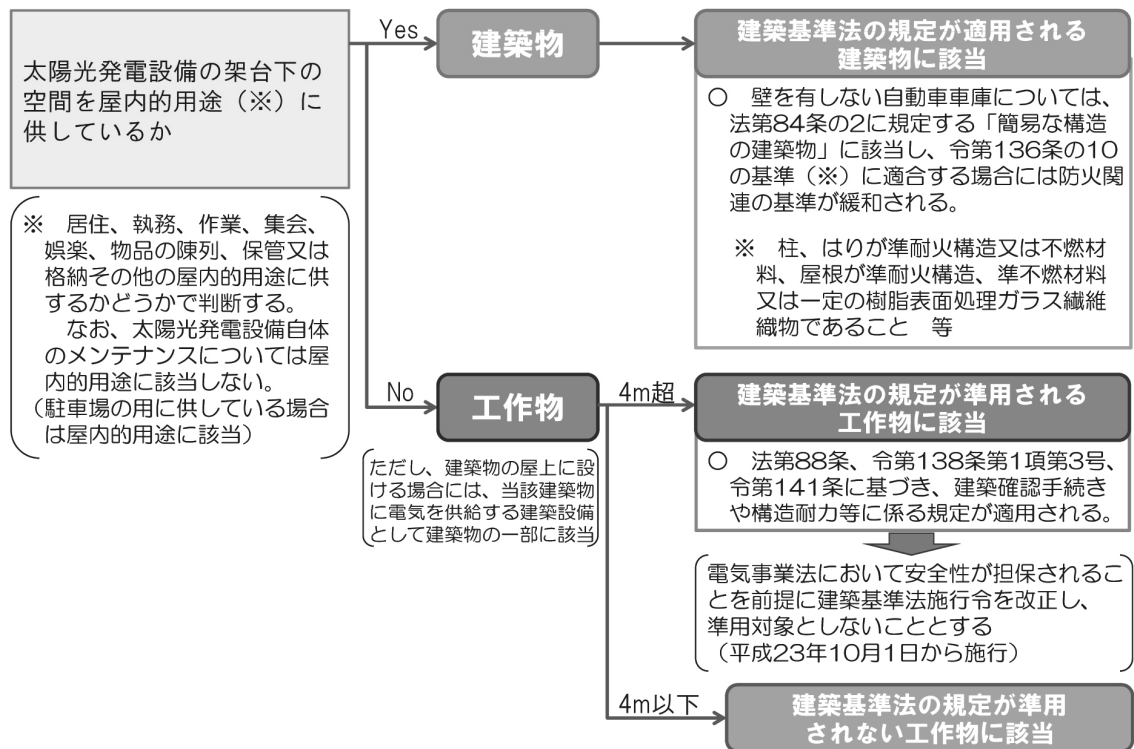 太陽光発電設備の架台下の
空間を屋内的用途（※）に
供しているか
※　居住、執務、作業、集会、
娯楽、物品の陳列、保管又は
格納その他の屋内的用途に供
するかどうかで判断する。
なお、太陽光発電設備自体
のメンテナンスについては屋
内的用途に該当しない。
（駐車場の用に供している場合
は屋内的用途に該当）
Yes
建築物
建築基準法の規定が適用される
建築物に該当
○　壁を有しない自動車車庫については、
法第84条の2に規定する「簡易な構造
の建築物」に該当し、令第136条の10
の基準（※）に適合する場合には防火関
連の基準が緩和される。
※　柱、はりが準耐火構造又は不燃材
料、屋根が準耐火構造、準不燃材料
又は一定の樹脂表面処理ガラス繊維
織物であること　等
No
工作物
ただし、建築物の屋上に設
ける場合には、当該建築物
に電気を供給する建築設備
として建築物の一部に該当
4m超
建築基準法の規定が準用される
工作物に該当
○　法第88条、令第138条第1項第3号、
令第141条に基づき、建築確認手続き
や構造耐力等に係る規定が適用される。
電気事業法において安全性が担保されるこ
とを前提に建築基準法施行令を改正し、
準用対象としないこととする
（平成23年10月1日から施行）
4m以下
建築基準法の規定が準用
されない工作物に該当